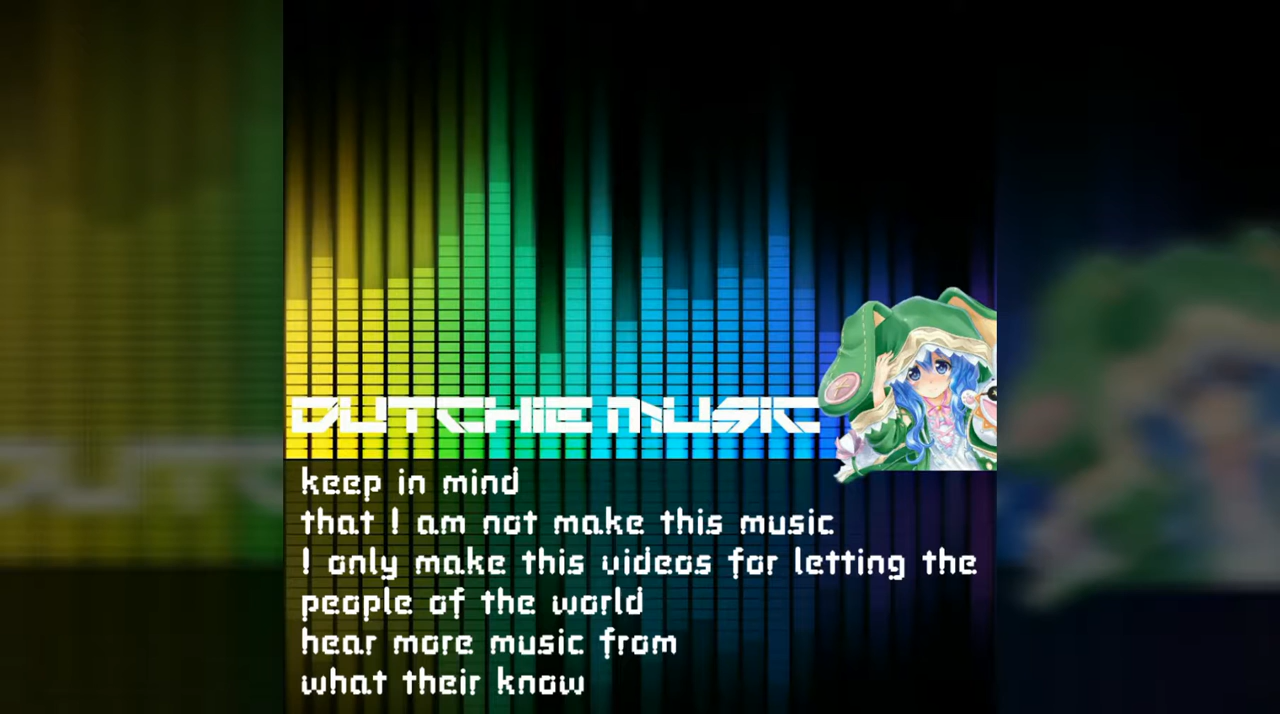 DUTCHIE MUSIC
keep in mind
that I am not make this music
I only make this videos for letting the
people of the world
hear more music from
what their know